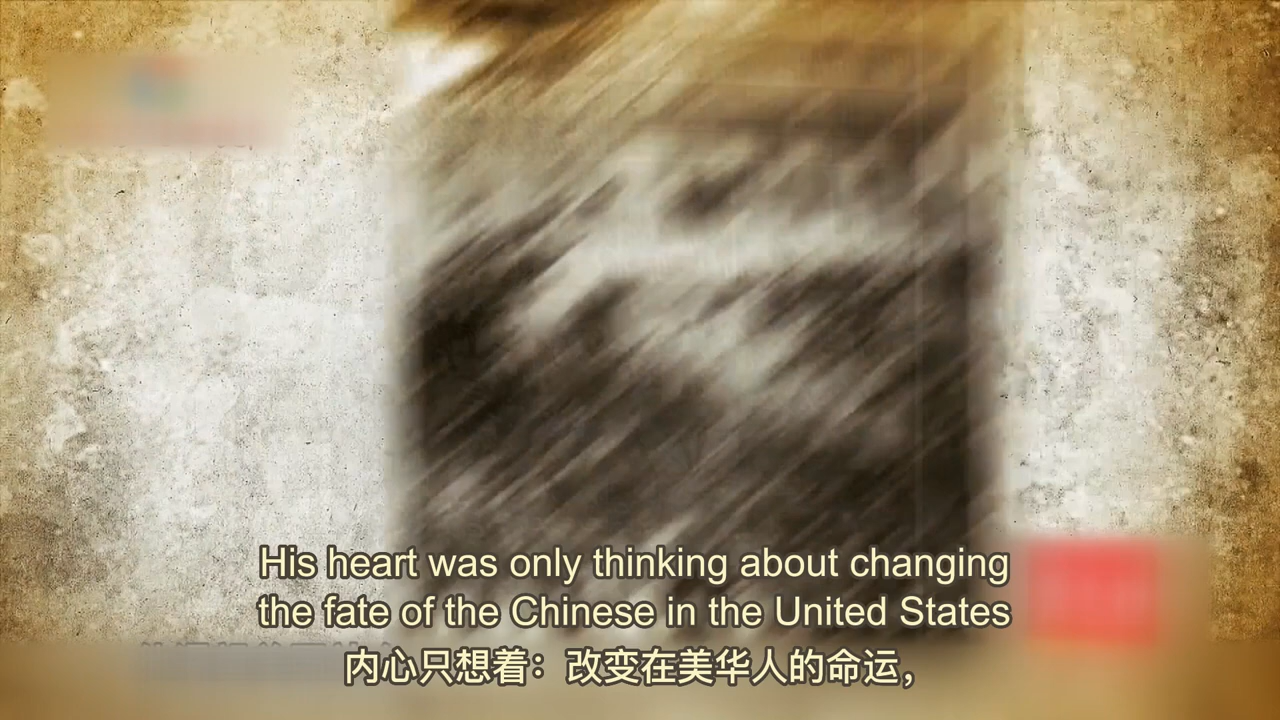 His heart was only thinking about changing
the fate of the Chinese in the United States
内心只想着：改变在美华人的命运，